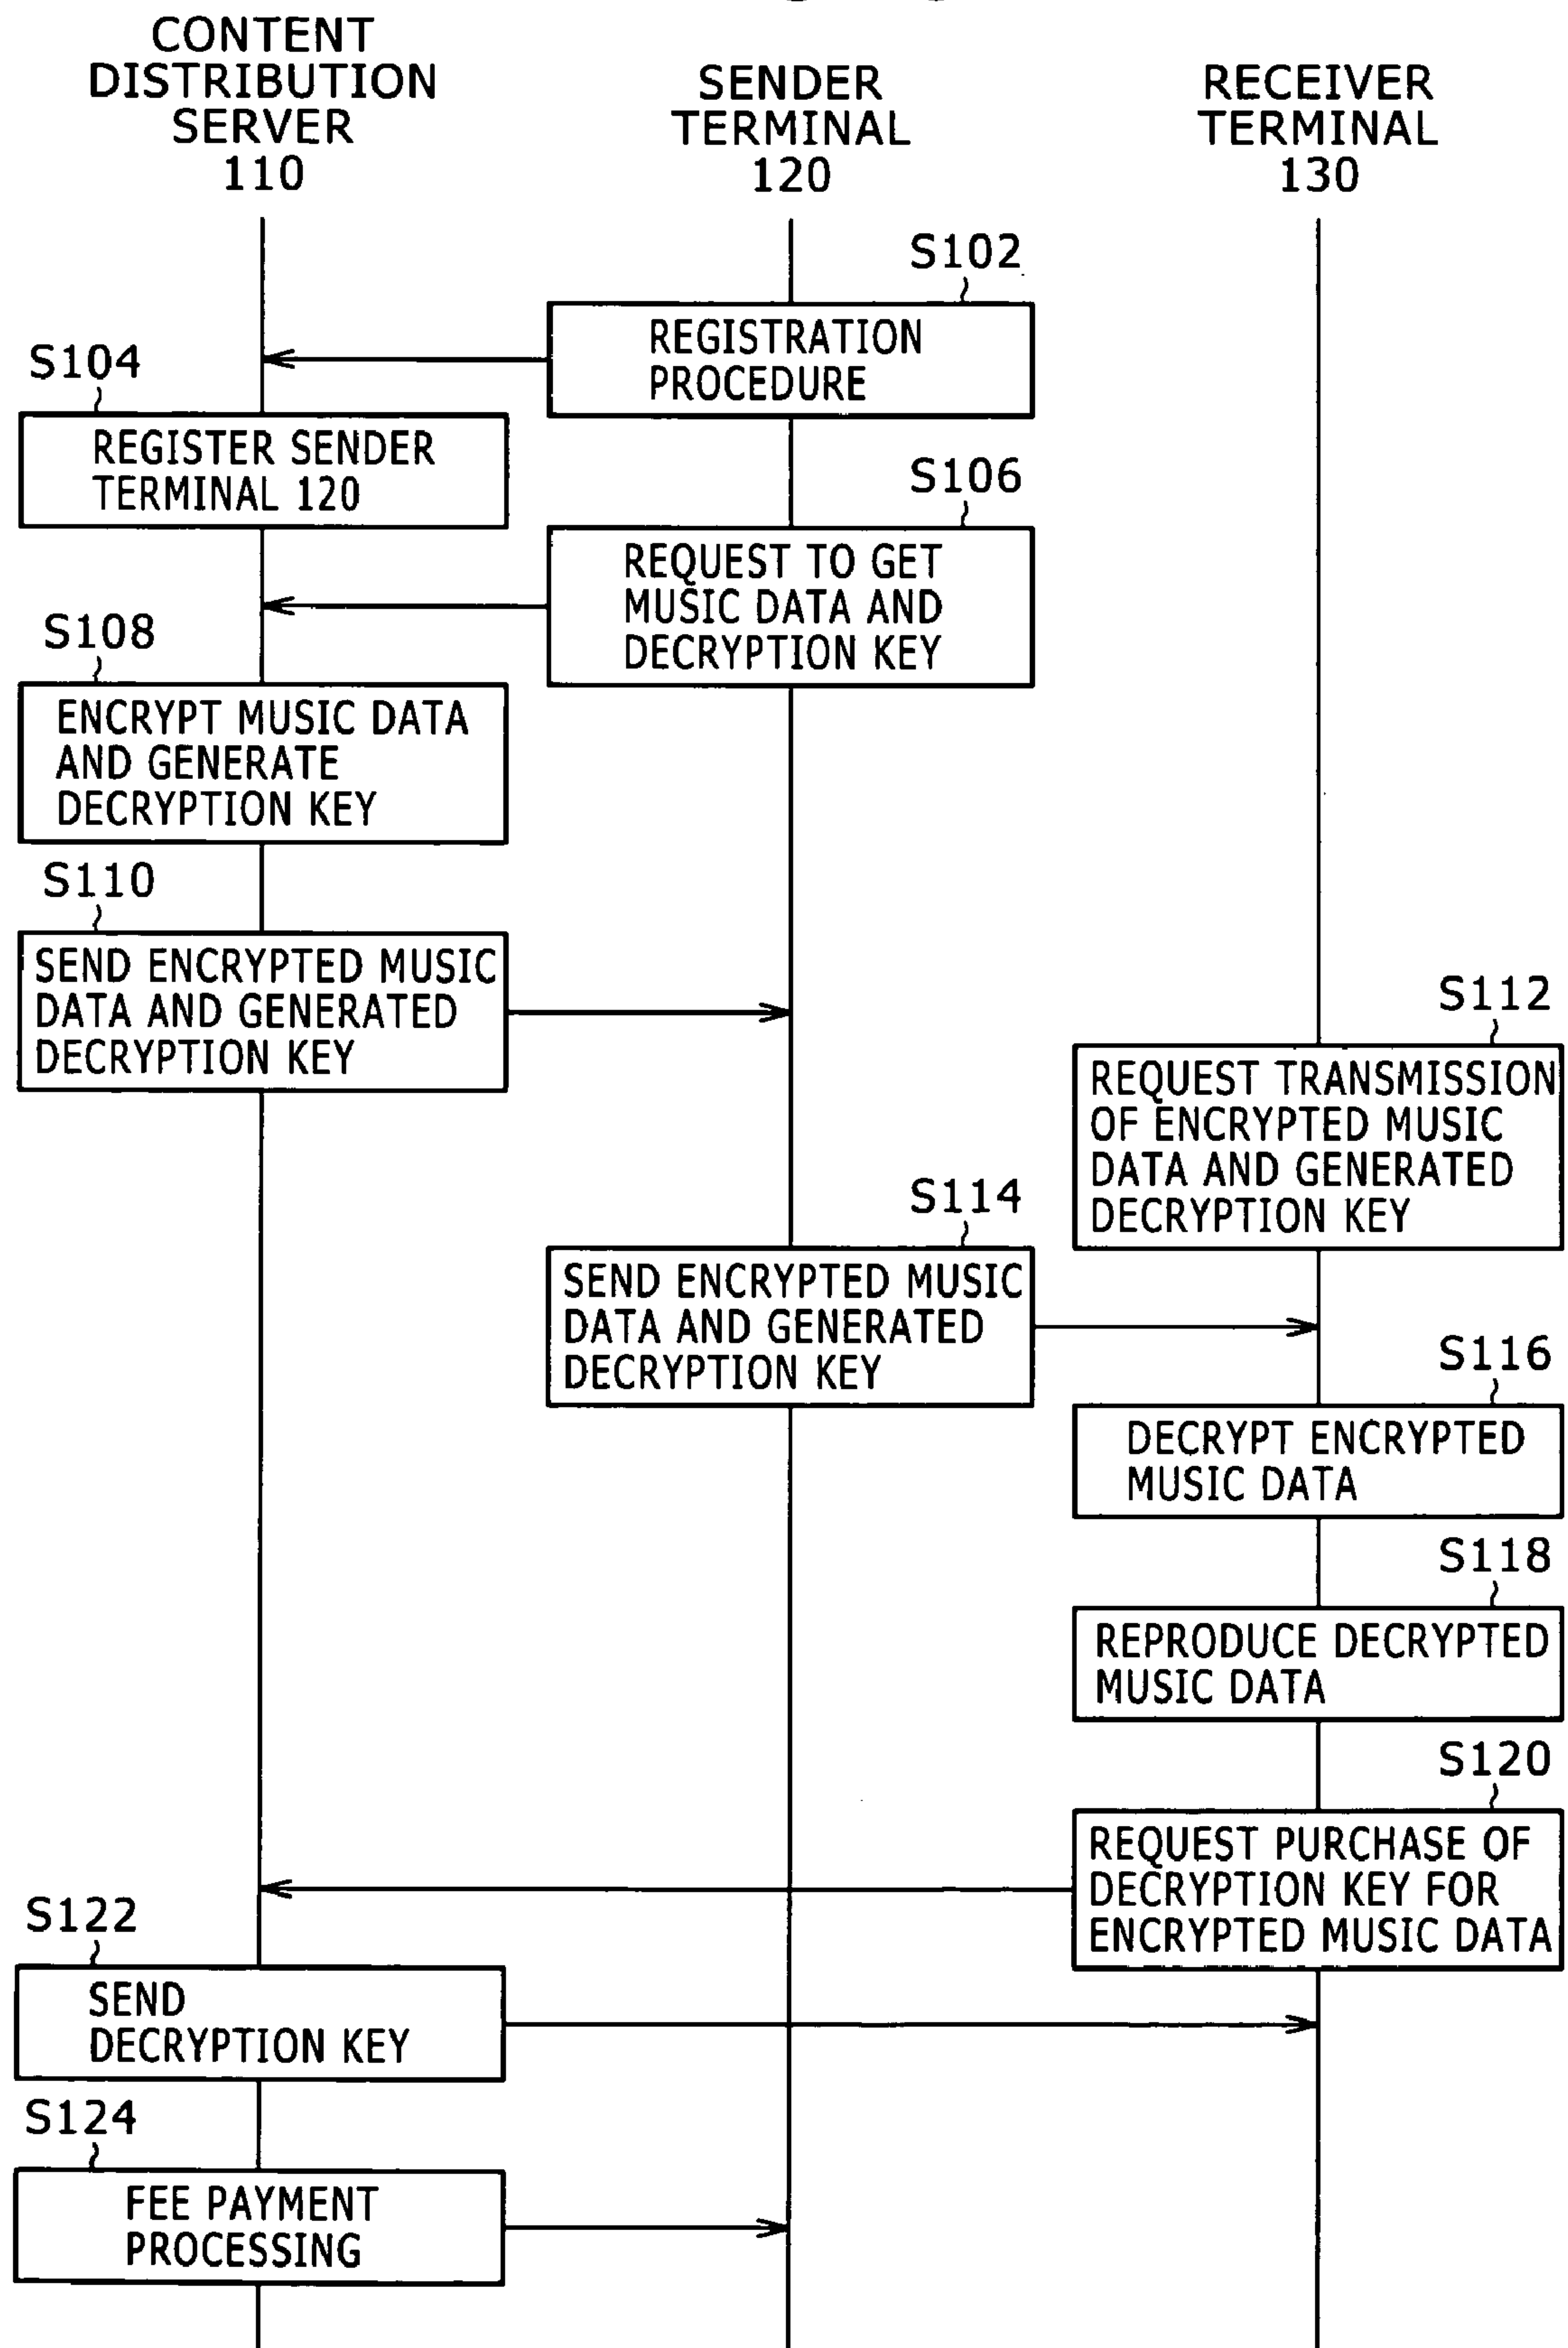 CONTENT
DISTRIBUTION
SERVER
110
SENDER
TERMINAL
120
RECEIVER
TERMINAL
130
S102
REGISTRATION
PROCEDURE
S104
REGISTER SENDER
TERMINAL 120
S106
REQUEST TO GET
MUSIC DATA AND
DECRYPTION KEY
S108
ENCRYPT MUSIC DATA
AND GENERATE
DECRYPTION KEY
S110
SEND ENCRYPTED MUSIC
DATA AND GENERATED
DECRYPTION KEY
S112
REQUEST TRANSMISSION
OF ENCRYPTED MUSIC
DATA AND GENERATED
DECRYPTION KEY
S114
SEND ENCRYPTED MUSIC
DATA AND GENERATED
DECRYPTION KEY
S116
DECRYPT ENCRYPTED
MUSIC DATA
S118
REPRODUCE DECRYPTED
MUSIC DATA
S120
REQUEST PURCHASE OF
DECRYPTION KEY FOR
ENCRYPTED MUSIC DATA
S122
SEND
DECRYPTION KEY
S124
FEE PAYMENT
PROCESSING